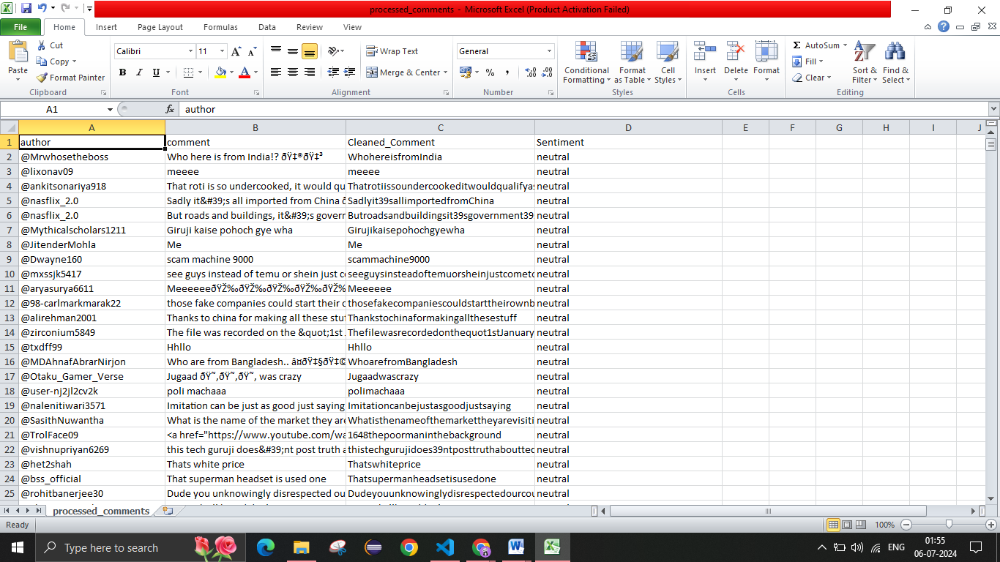 processed_comments - Microsoft Excel (Product Activation Failed)
File Home Insert Page Layout Formulas Data Review View
Paste
Cut
Copy
Format Painter
Clipboard
Calibri 11
B I U
Font
Wrap Text
Merge & Center
Alignment
General
Number
Conditional Formatting
Format as Table
Cell Styles
Styles
Insert Delete Format
Cells
AutoSum
Fill
Clear
Sort & Filter
Find & Select
Editing
A1 fx author
A B C D E F G H I J
1 author comment Cleaned_Comment Sentiment
2 @Mrwhosetheboss Who here is from India!? ðŸ‡®ðŸ‡³ WhohereisfromIndia neutral
3 @lixonav09 meeee meeee neutral
4 @ankitsonariya918 That roti is so undercooked, it would qu Thatrotiissoundercookeditwouldqualifyas neutral
5 @nasflix_2.0 Sadly it&#39;s all imported from China ð Sadlyit39sallimportedfromChina neutral
6 @nasflix_2.0 But roads and buildings, it&#39;s govern Butroadsandbuildingsit39sgovernment39 neutral
7 @Mythicalscholars1211 Giruji kaise pohoch gye wha Girujikaisepohochgyewha neutral
8 @JitenderMohla Me Me neutral
9 @Dwayne160 scam machine 9000 scammachine9000 neutral
10 @mxssjk5417 see guys instead of temu or shein just co seeguysinsteadoftemuorsheinjustcometo neutral
11 @aryasurya6611 MeeeeeeðŸŽ‰ðŸŽ‰ðŸŽ‰ðŸŽ‰ðŸŽ‰ Meeeeee neutral
12 @98-carlmarkmarak22 those fake companies could start their o thosefakecompaniescouldstarttheirownb neutral
13 @alirehman2001 Thanks to china for making all these stuf Thankstochinaformakingallthesestuff neutral
14 @zirconium5849 The file was recorded on the &quot;1st Thefilewasrecordedonthequot1stJanuary neutral
15 @txdff99 Hhllo Hhllo neutral
16 @MDAhnafAbrarNirjon Who are from Bangladesh.. â¤ðŸ‡§ðŸ‡© WhoarefromBangladesh neutral
17 @Otaku_Gamer_Verse Jugaad ðŸ˜‚ðŸ˜‚ðŸ˜‚ was crazy Jugaadwascrazy neutral
18 @user-nj2jl2cv2k poli machaaa polimachaaa neutral
19 @nalenitiwari3571 Imitation can be just as good just saying Imitationcanbejustasgoodjustsaying neutral
20 @SasithNuwantha What is the name of the market they are Whatisthenameofthemarkettheyarevisiti neutral
21 @TrolFace09 <a href="https://www.youtube.com/wa 1648thepoormaninthebackground neutral
22 @vishnupriyan6269 this tech guruji does&#39;nt post truth a thistechgurujidoes39ntposttruthabouttec neutral
23 @het2shah Thats white price Thatswhiteprice neutral
24 @bss_official That superman headset is used one Thatsupermanheadsetisusedone neutral
25 @rohitbanerjee30 Dude you unknowingly disrespected ou Dudeyouunknowinglydisrespectedourcou neutral
processed_comments
Ready 100%
Type here to search
ENG
01:55
06-07-2024